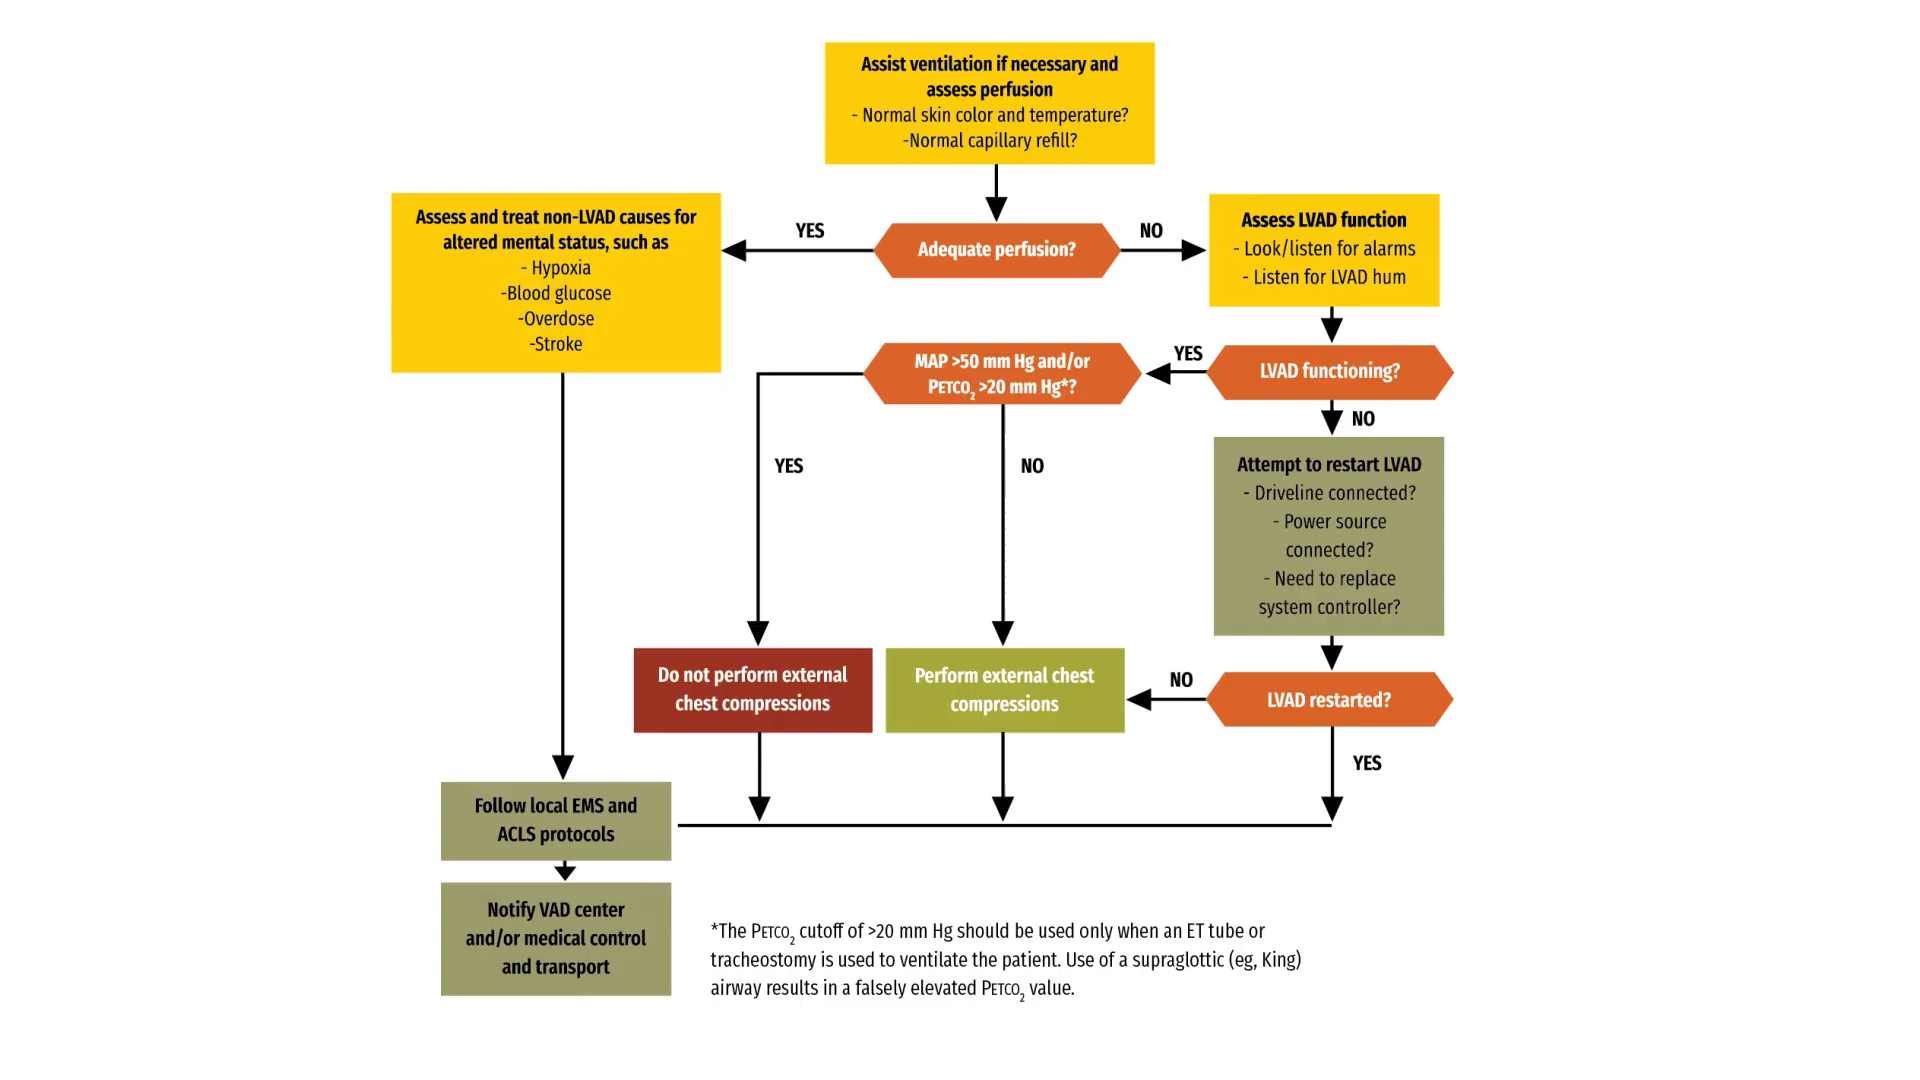 Assist ventilation if necessary and
assess perfusion
- Normal skin color and temperature?
-Normal capillary refill?
Assess and treat non-LVAD causes for
altered mental status, such as
- Hypoxia
-Blood glucose
-Overdose
-Stroke
YES
Adequate perfusion?
NO
Assess LVAD function
- Look/listen for alarms
- Listen for LVAD hum
MAP >50 mm Hg and/or
PETCO2 >20 mm Hg*?
YES
LVAD functioning?
NO
YES
NO
Attempt to restart LVAD
- Driveline connected?
- Power source
connected?
- Need to replace
system controller?
Do not perform external
chest compressions
Perform external chest
compressions
NO
LVAD restarted?
YES
Follow local EMS and
ACLS protocols
Notify VAD center
and/or medical control
and transport
*The PETCO2 cutoff of >20 mm Hg should be used only when an ET tube or
tracheostomy is used to ventilate the patient. Use of a supraglottic (eg, King)
airway results in a falsely elevated PETCO2 value.